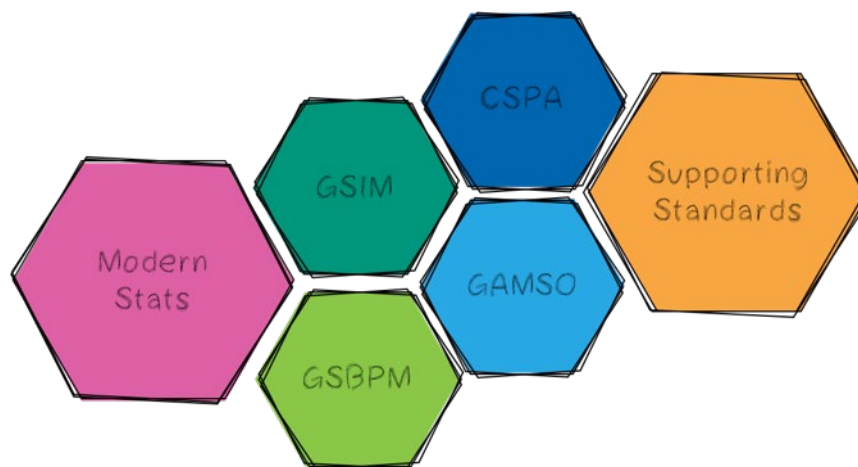 Modern
Stats
GSIM
GSBPM
CSPA
GAMSO
Supporting
Standards